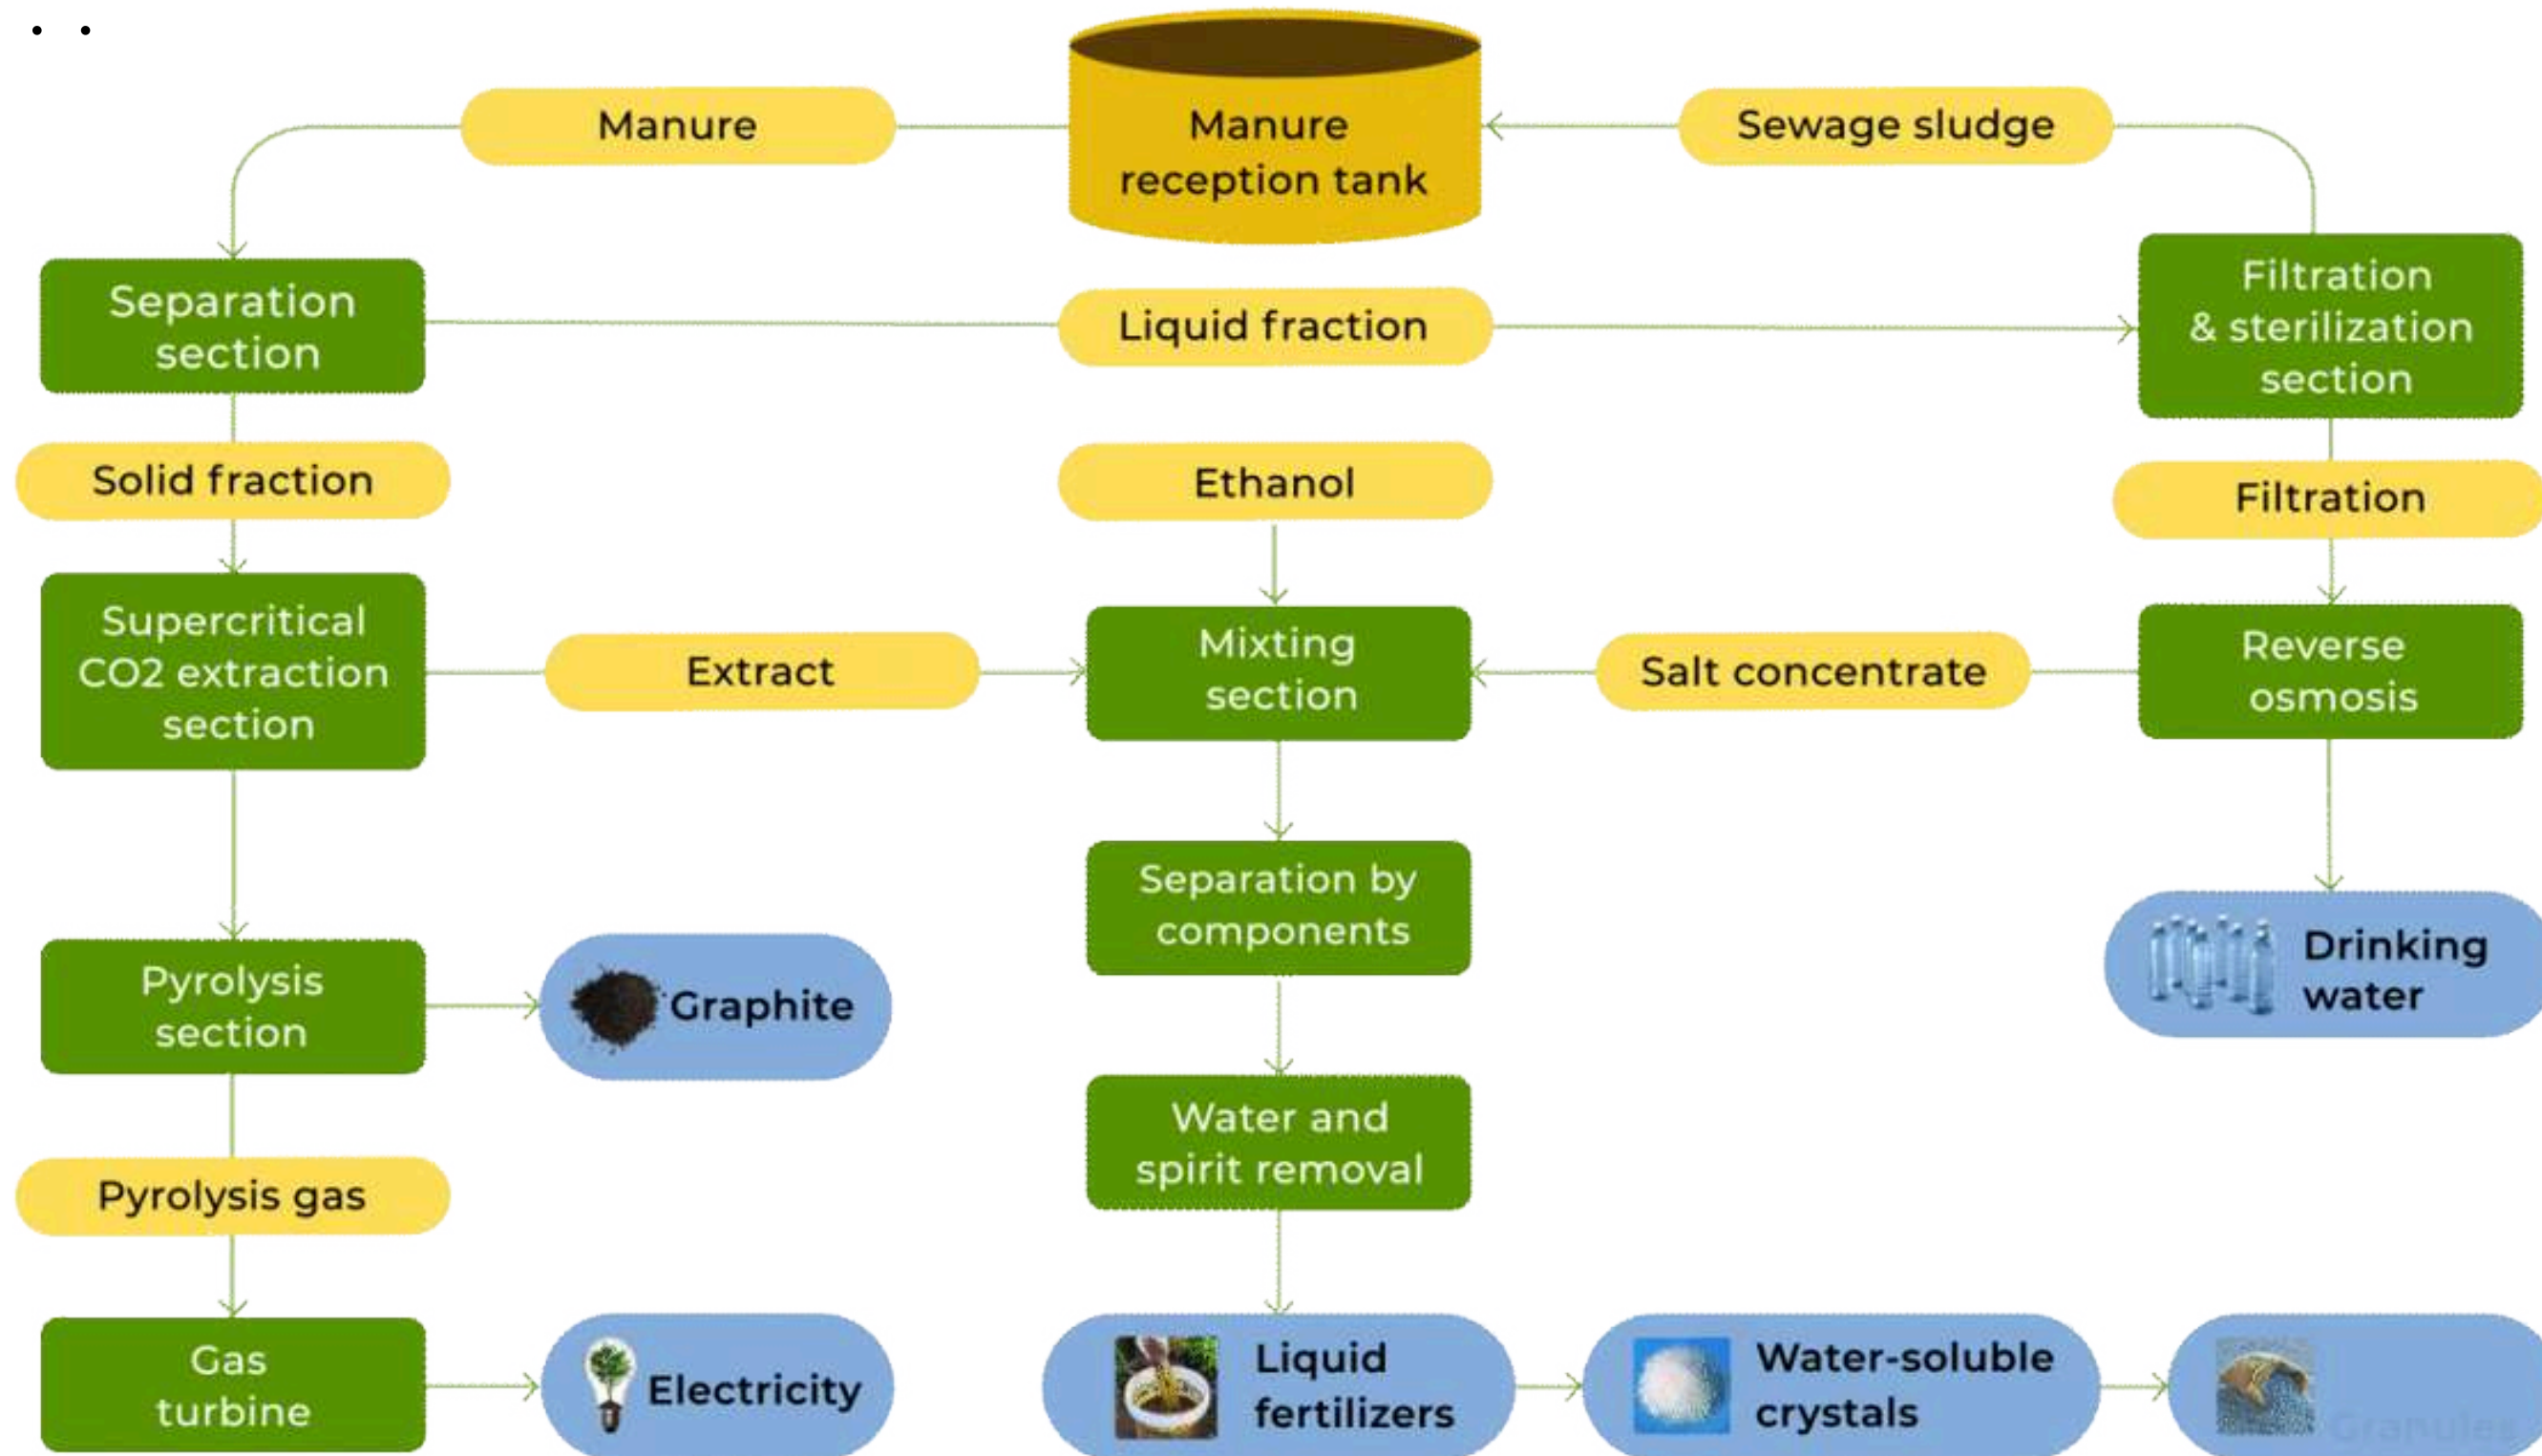 Manure
Manure
reception tank
Sewage sludge
Separation
section
Liquid fraction
Filtration
& sterilization
section
Solid fraction
Ethanol
Filtration
Supercritical
CO2 extraction
section
Extract
Mixting
section
Salt concentrate
Reverse
osmosis
Separation by
components
Drinking
water
Pyrolysis
section
Graphite
Water and
spirit removal
Pyrolysis gas
Gas
turbine
Electricity
Liquid
fertilizers
Water-soluble
crystals
Granules